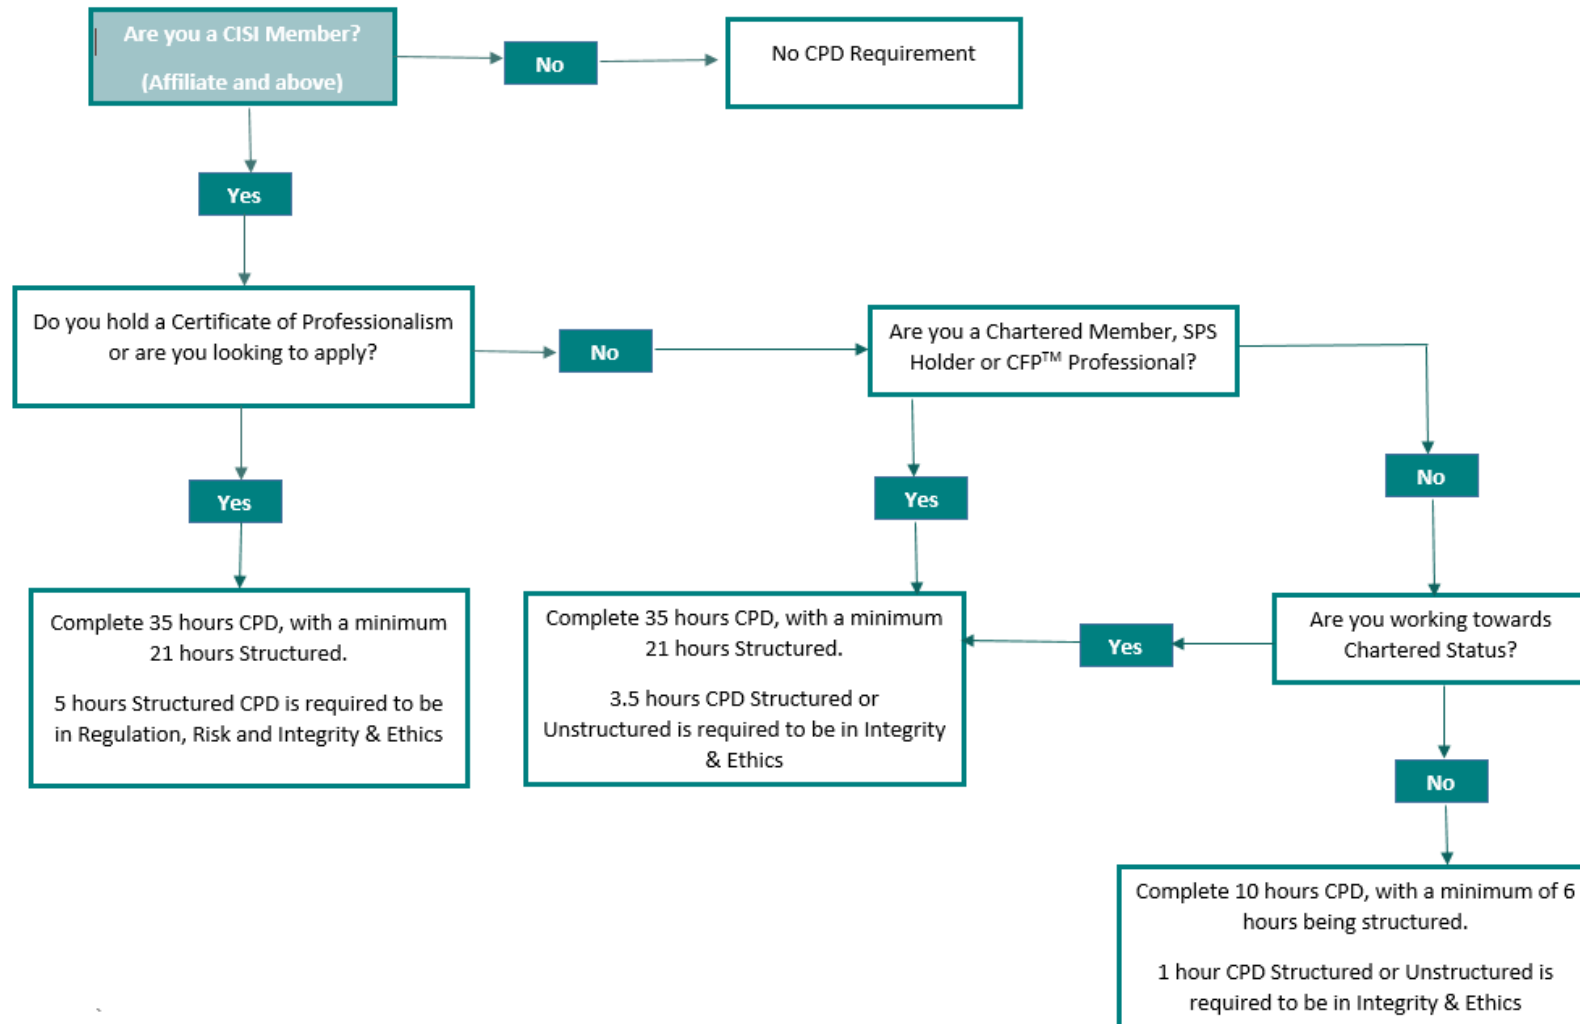 Are you a CISI Member?
(Affiliate and above)
No
No CPD Requirement
Yes
Do you hold a Certificate of Professionalism
or are you looking to apply?
No
Are you a Chartered Member, SPS
Holder or CFP™ Professional?
No
Yes
Yes
Complete 35 hours CPD, with a minimum
21 hours Structured.
5 hours Structured CPD is required to be
in Regulation, Risk and Integrity & Ethics
Complete 35 hours CPD, with a minimum
21 hours Structured.
3.5 hours CPD Structured or
Unstructured is required to be in Integrity
& Ethics
Yes
Are you working towards
Chartered Status?
No
Complete 10 hours CPD, with a minimum of 6
hours being structured.
1 hour CPD Structured or Unstructured is
required to be in Integrity & Ethics